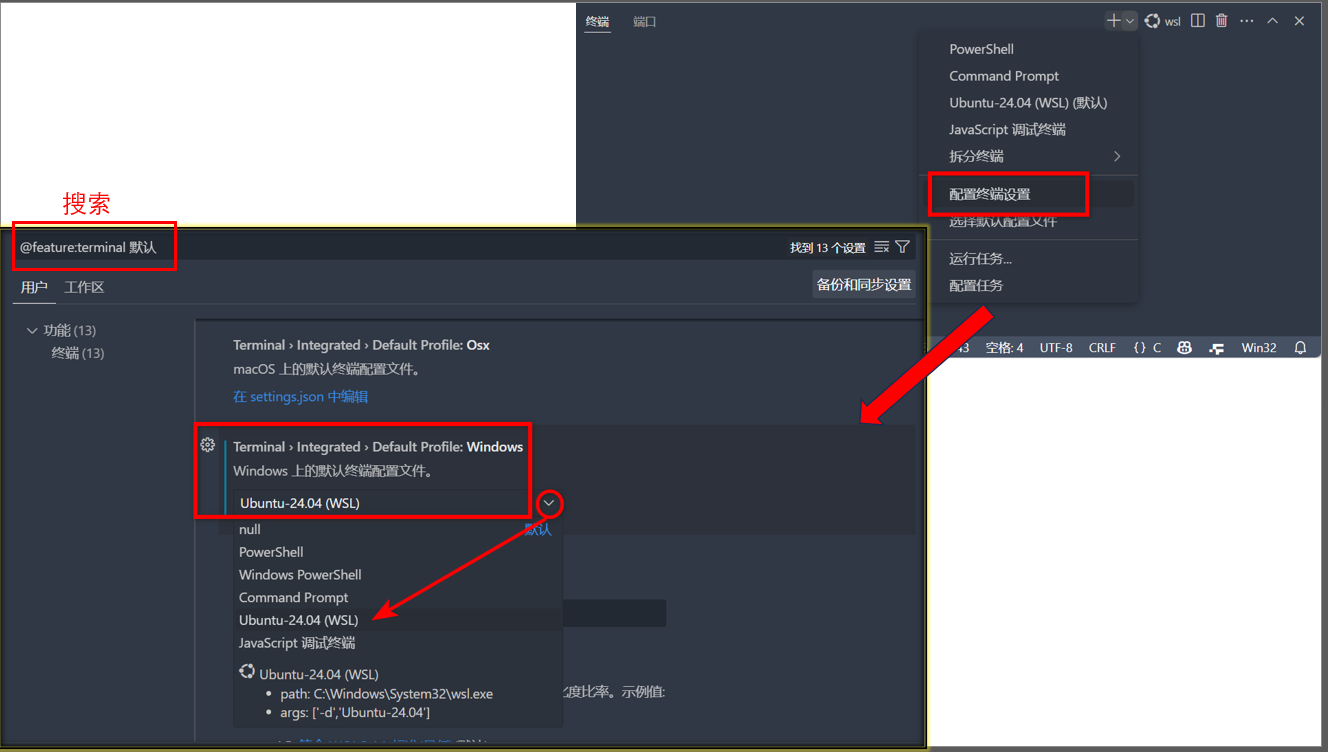 终端 端口
wsl
PowerShell
Command Prompt
Ubuntu-24.04 (WSL) (默认)
JavaScript 调试终端
拆分终端
配置终端设置
选择默认配置文件
运行任务...
配置任务
43 空格: 4 UTF-8 CRLF {} C Win32
搜索
@feature:terminal 默认
找到 13 个设置
用户 工作区
备份和同步设置
功能 (13)
终端 (13)
Terminal › Integrated › Default Profile: Osx
macOS 上的默认终端配置文件。
在 settings.json 中编辑
Terminal › Integrated › Default Profile: Windows
Windows 上的默认终端配置文件。
Ubuntu-24.04 (WSL)
null 默认
PowerShell
Windows PowerShell
Command Prompt
Ubuntu-24.04 (WSL)
JavaScript 调试终端
Ubuntu-24.04 (WSL)
• path: C:\Windows\System32\wsl.exe
• args: ['-d','Ubuntu-24.04']
度比率。示例值: